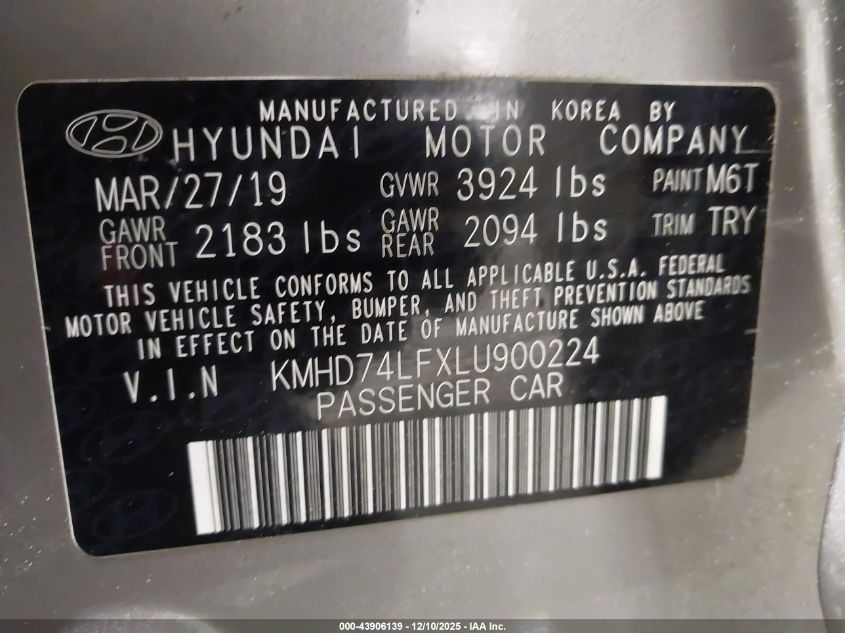 MANUFACTURED IN KOREA BY
HYUNDAI MOTOR COMPANY
MAR/27/19 GVWR 3924 lbs PAINT M6T
GAWR FRONT 2183 lbs GAWR REAR 2094 lbs TRIM TRY
THIS VEHICLE CONFORMS TO ALL APPLICABLE U.S.A. FEDERAL
MOTOR VEHICLE SAFETY, BUMPER, AND THEFT PREVENTION STANDARDS
IN EFFECT ON THE DATE OF MANUFACTURE SHOWN ABOVE
V.I.N KMHD74LFXLU900224
PASSENGER CAR
000-43906139 - 12/10/2025 - IAA Inc.